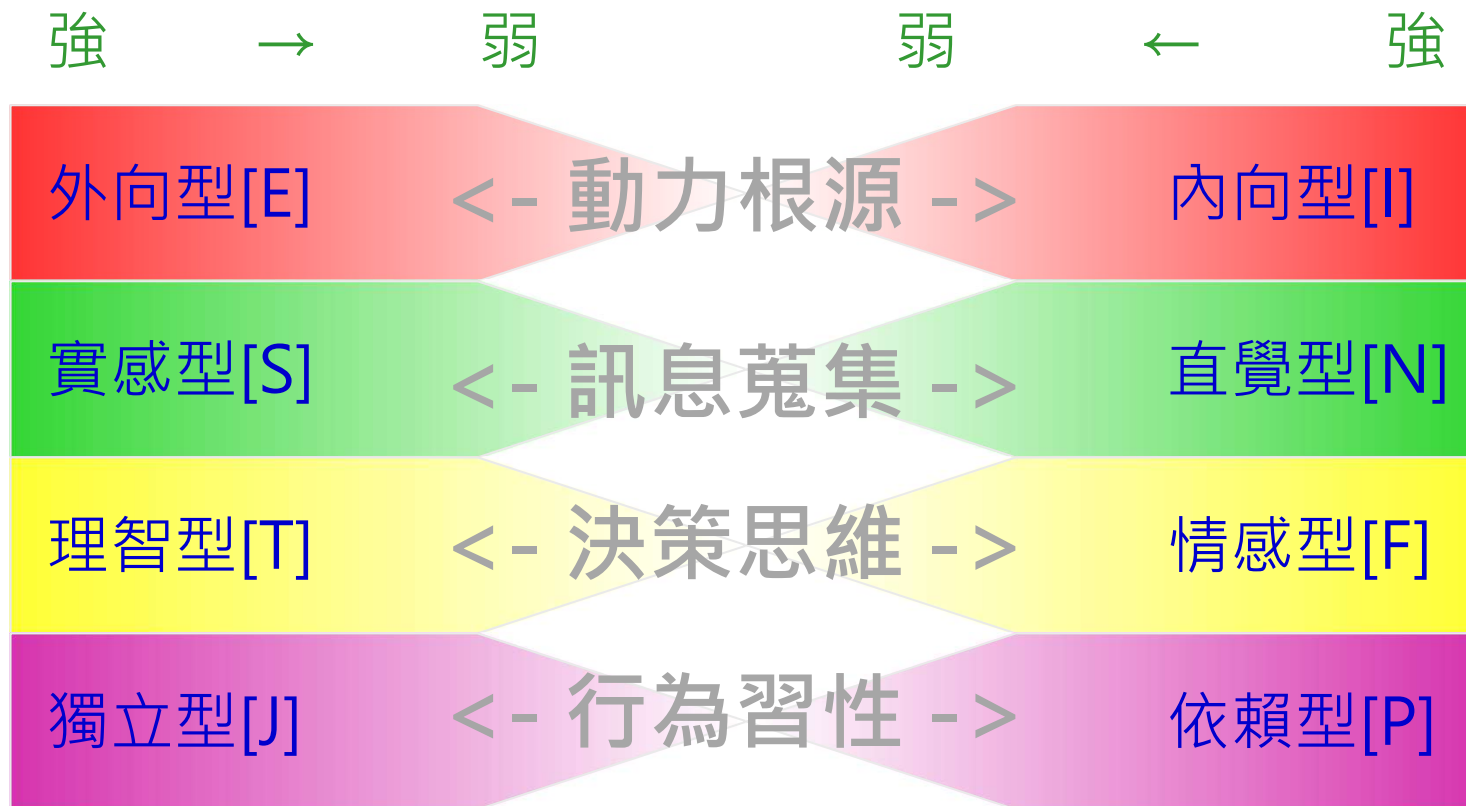 強 → 弱 弱 ← 強
外向型[E] <- 動力根源 -> 內向型[I]
實感型[S] <- 訊息蒐集 -> 直覺型[N]
理智型[T] <- 決策思維 -> 情感型[F]
獨立型[J] <- 行為習性 -> 依賴型[P]